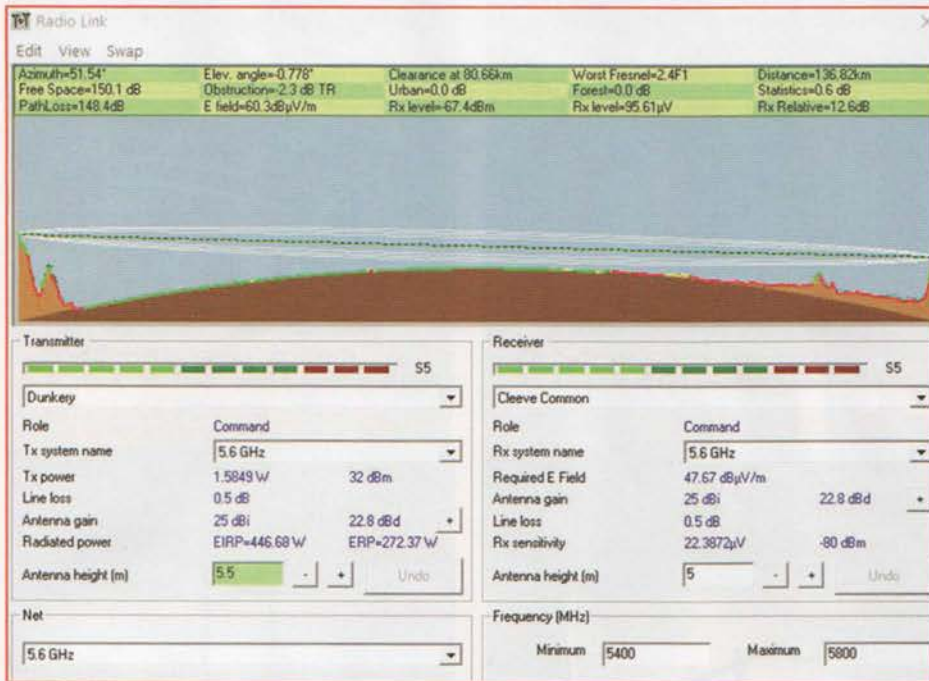 Radio Link
Edit View Swap
Azimuth=51.54° Elev. angle=-0.778° Clearance at 80.66km Worst Fresnel=2.4F1 Distance=136.82km
Free Space=150.1 dB Obstruction=-2.3 dB TR Urban=0.0 dB Forest=0.0 dB Statistics=0.6 dB
PathLoss=148.4dB E field=60.3dBµV/m Rx level=-67.4dBm Rx level=95.61µV Rx Relative=12.6dB
Transmitter Receiver
S5 S5
Dunkery Cleeve Common
Role Command Role Command
Tx system name 5.6 GHz Rx system name 5.6 GHz
Tx power 1.5849 W 32 dBm Required E Field 47.67 dBµV/m
Line loss 0.5 dB Antenna gain 25 dBi 22.8 dBd +
Antenna gain 25 dBi 22.8 dBd + Line loss 0.5 dB
Radiated power EIRP=446.68 W ERP=272.37 W Rx sensitivity 22.3872µV -80 dBm
Antenna height (m) 5.5 - + Undo Antenna height (m) 5 - + Undo
Net Frequency (MHz)
5.6 GHz Minimum 5400 Maximum 5800